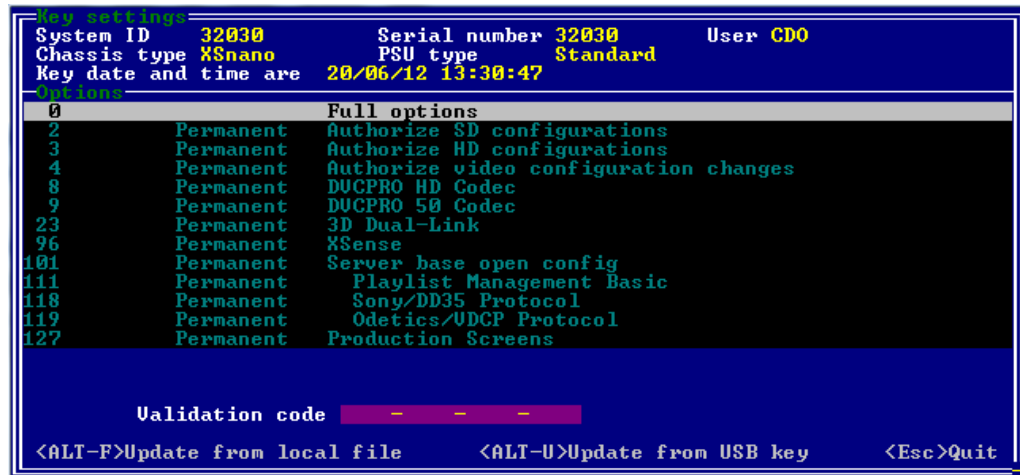 Key settings
System ID 32030 Serial number 32030 User CDO
Chassis type XSnano PSU type Standard
Key date and time are 20/06/12 13:30:47
Options
0 Full options
2 Permanent Authorize SD configurations
3 Permanent Authorize HD configurations
4 Permanent Authorize video configuration changes
8 Permanent DVCPRO HD Codec
9 Permanent DVCPRO 50 Codec
23 Permanent 3D Dual-Link
96 Permanent XSense
101 Permanent Server base open config
111 Permanent Playlist Management Basic
118 Permanent Sony/DD35 Protocol
119 Permanent Odetics/VDCP Protocol
127 Permanent Production Screens
Validation code - - -
<ALT-F>Update from local file <ALT-U>Update from USB key <Esc>Quit